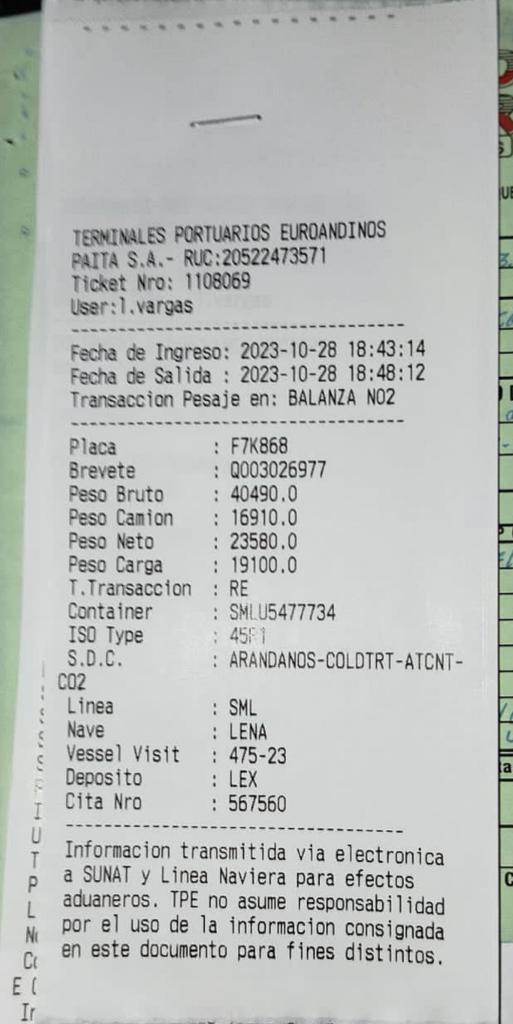 TERMINALES PORTUARIOS EUROANDINOS
PAITA S.A.- RUC:20522473571
Ticket Nro: 1108069
User:l.vargas
----------------------------------
Fecha de Ingreso: 2023-10-28 18:43:14
Fecha de Salida : 2023-10-28 18:48:12
Transaccion Pesaje en: BALANZA NO2
----------------------------------
Placa : F7K868
Brevete : Q003026977
Peso Bruto : 40490.0
Peso Camion : 16910.0
Peso Neto : 23580.0
Peso Carga : 19100.0
T.Transaccion : RE
Container : SMLU5477734
ISO Type :
S.D.C. : ARANDANOS-COLDTRT-ATCNT-
CO2
Linea : SML
Nave : LENA
Vessel Visit : 475-23
Deposito : LEX
Cita Nro : 567560
----------------------------------
Informacion transmitida via electronica
a SUNAT y Linea Naviera para efectos
aduaneros. TPE no asume responsabilidad
por el uso de la informacion consignada
en este documento para fines distintos.